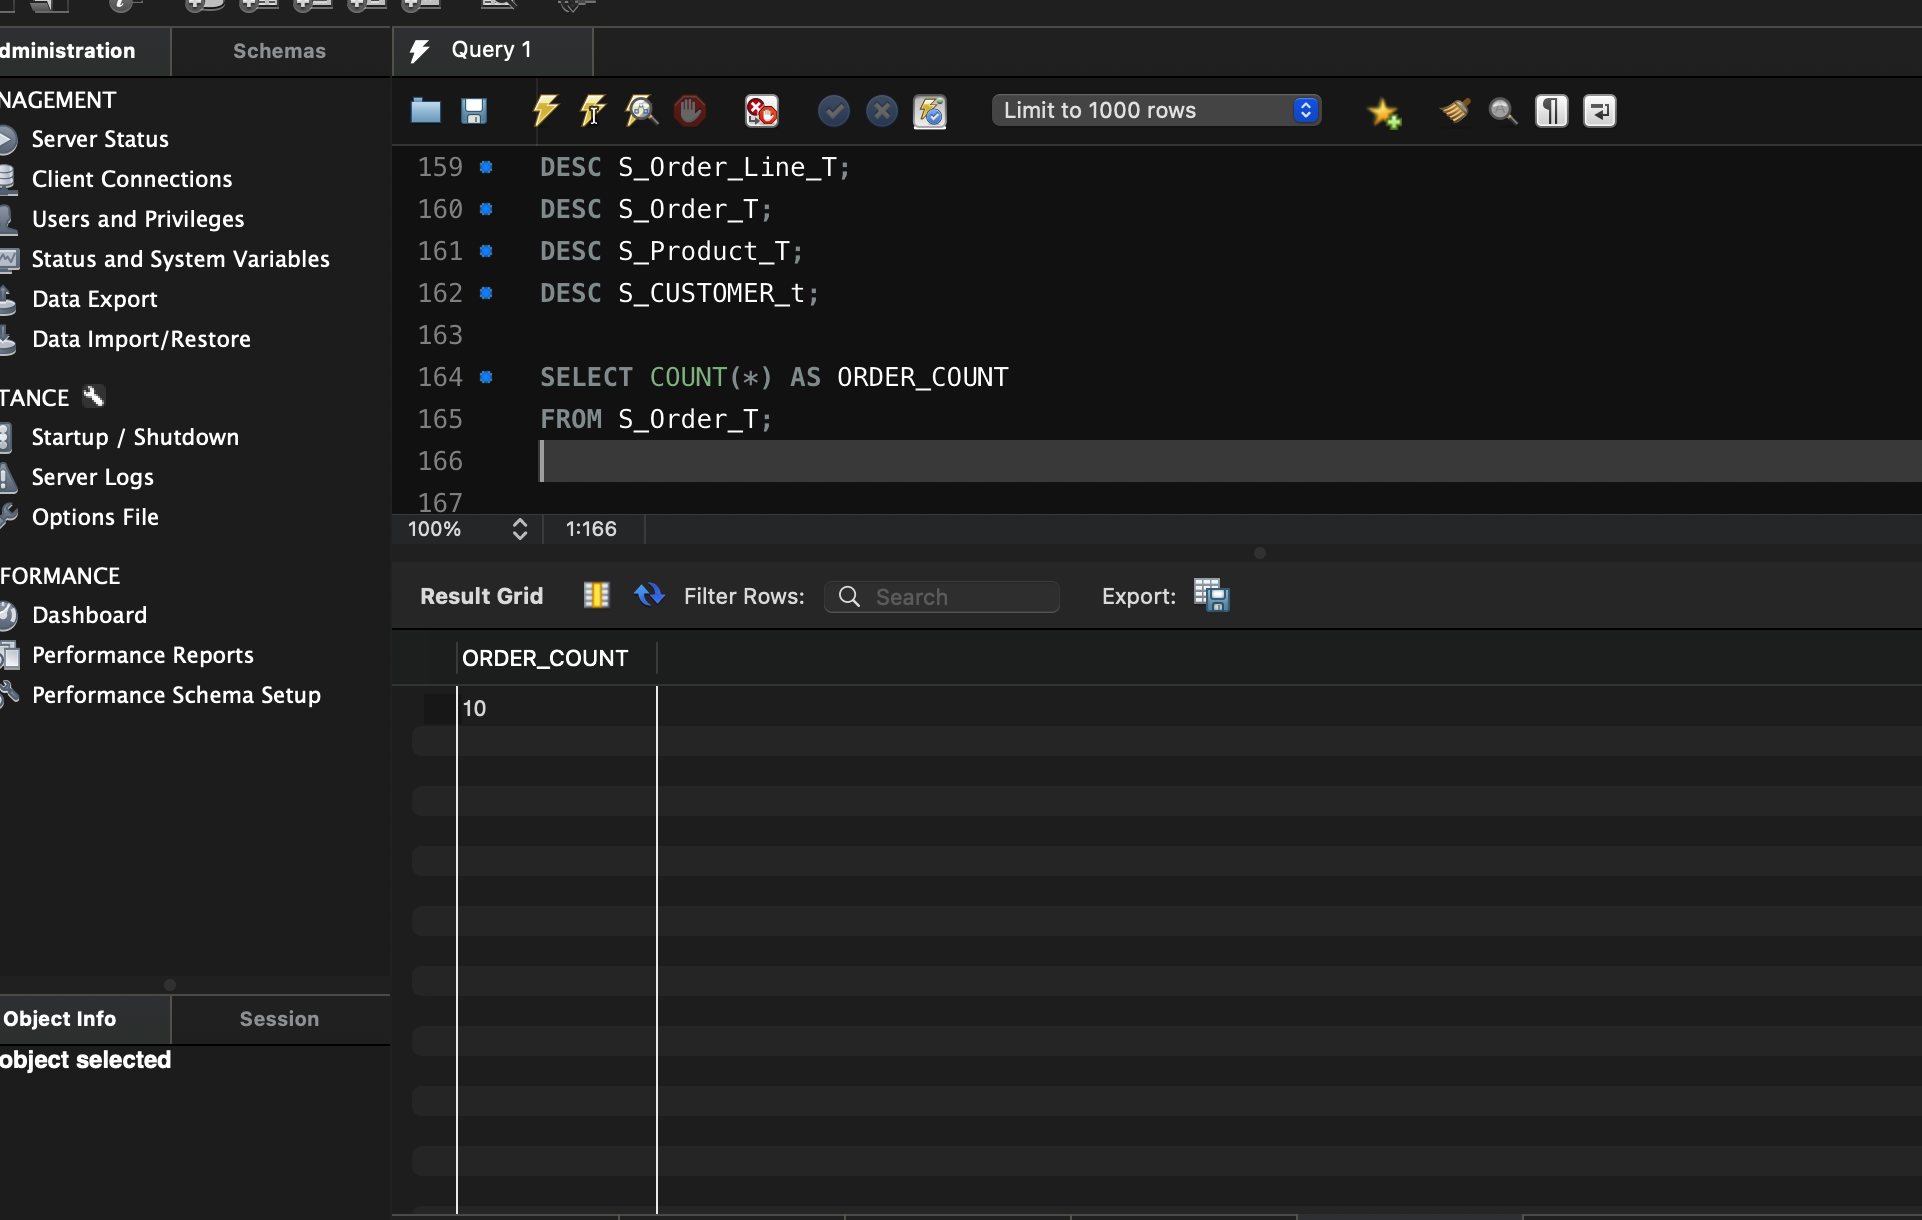 dministration
Schemas
Query 1
NAGEMENT
Server Status
Client Connections
Users and Privileges
Status and System Variables
Data Export
Data Import/Restore
TANCE
Startup / Shutdown
Server Logs
Options File
FORMANCE
Dashboard
Performance Reports
Performance Schema Setup
Object Info
Session
object selected
Limit to 1000 rows
159 DESC S_Order_Line_T;
160 DESC S_Order_T;
161 DESC S_Product_T;
162 DESC S_CUSTOMER_t;
163
164 SELECT COUNT(*) AS ORDER_COUNT
165 FROM S_Order_T;
166
167
100% 1:166
Result Grid Filter Rows: Search Export:
ORDER_COUNT
10